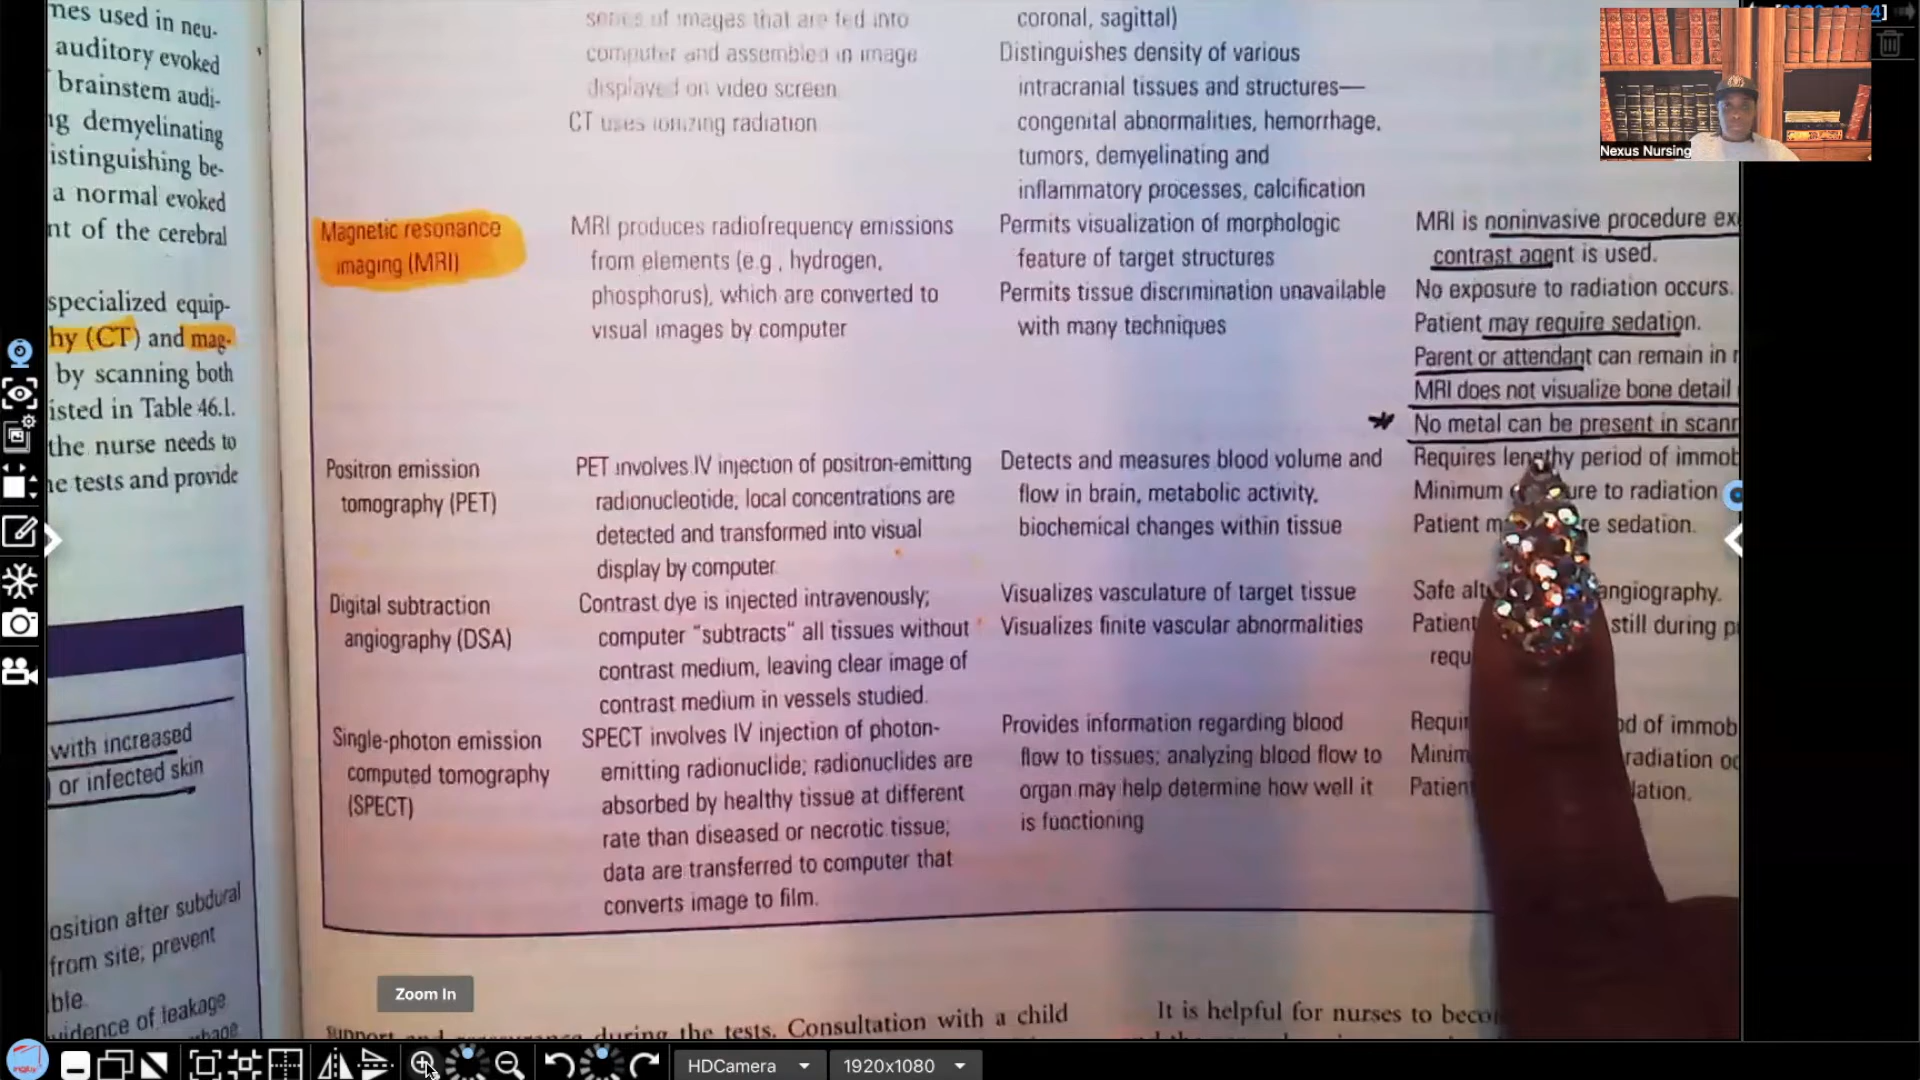 nes used in neu-
auditory evoked
brainstem audi-
ng demyelinating
istinguishing be-
a normal evoked
nt of the cerebral
specialized equip-
hy (CT) and mag-
by scanning both
isted in Table 46.1.
the nurse needs to
e tests and provide
with increased
or infected skin
osition after subdural
from site; prevent
ble.
vidence of leakage
series of images that are fed into
computer and assembled in image
displayed on video screen
CT uses ionizing radiation
coronal, sagittal)
Distinguishes density of various
intracranial tissues and structures—
congenital abnormalities, hemorrhage,
tumors, demyelinating and
inflammatory processes, calcification
Magnetic resonance
imaging (MRI)
MRI produces radiofrequency emissions
from elements (e.g., hydrogen,
phosphorus), which are converted to
visual images by computer
Permits visualization of morphologic
feature of target structures
Permits tissue discrimination unavailable
with many techniques
MRI is noninvasive procedure ex
contrast agent is used.
No exposure to radiation occurs.
Patient may require sedation.
Parent or attendant can remain in r
MRI does not visualize bone detail
No metal can be present in scann
Positron emission
tomography (PET)
PET involves IV injection of positron-emitting
radionucleotide; local concentrations are
detected and transformed into visual
display by computer
Detects and measures blood volume and
flow in brain, metabolic activity,
biochemical changes within tissue
Requires lengthy period of immob
Minimum ure to radiation
Patient m re sedation.
Digital subtraction
angiography (DSA)
Contrast dye is injected intravenously;
computer “subtracts” all tissues without
contrast medium, leaving clear image of
contrast medium in vessels studied.
Visualizes vasculature of target tissue
Visualizes finite vascular abnormalities
Safe alt angiography.
Patient still during p
requ
Single-photon emission
computed tomography
(SPECT)
SPECT involves IV injection of photon-
emitting radionuclide; radionuclides are
absorbed by healthy tissue at different
rate than diseased or necrotic tissue;
data are transferred to computer that
converts image to film.
Provides information regarding blood
flow to tissues; analyzing blood flow to
organ may help determine how well it
is functioning
Requi od of immob
Minim radiation oc
Patien dation.
support and during the tests. Consultation with a child
It is helpful for nurses to beco
Nexus Nursing
Zoom In
HDCamera
1920x1080